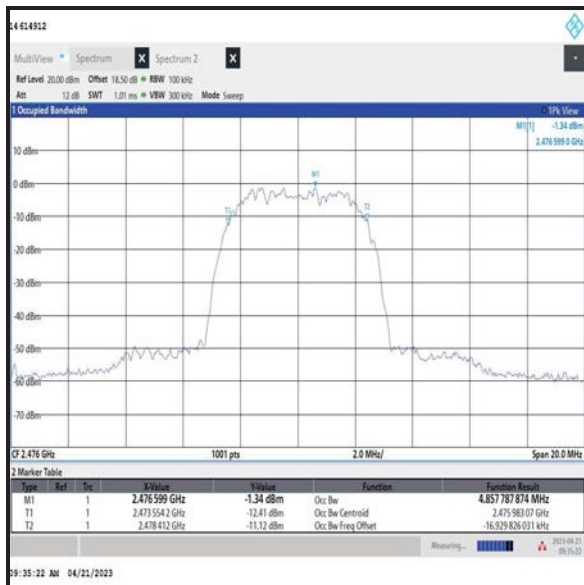 14 614912
MultiView Spectrum X Spectrum 2 X
Ref Level 20.00 dBm Offset 18.50 dB RBW 100 kHz
Att 12 dB SWT 1.01 ms VBW 300 kHz Mode Sweep
1 Occupied Bandwidth 1Pk View
M1[1] -1.34 dBm
2.476 599 0 GHz
10 dBm
0 dBm
M1
T1
T2
-10 dBm
-20 dBm
-30 dBm
-40 dBm
-50 dBm
-60 dBm
-70 dBm
CF 2.476 GHz 1001 pts 2.0 MHz/ Span 20.0 MHz
2 Marker Table
Type Ref Trc X-Value Y-Value Function Function Result
M1 1 2.476 599 GHz -1.34 dBm Occ Bw 4.857 787 874 MHz
T1 1 2.473 554 2 GHz -12.41 dBm Occ Bw Centroid 2.475 983 07 GHz
T2 1 2.478 412 GHz -11.12 dBm Occ Bw Freq Offset -16.929 826 031 kHz
Measuring... 2023-04-21
09:35:22
09:35:22 AM 04/21/2023